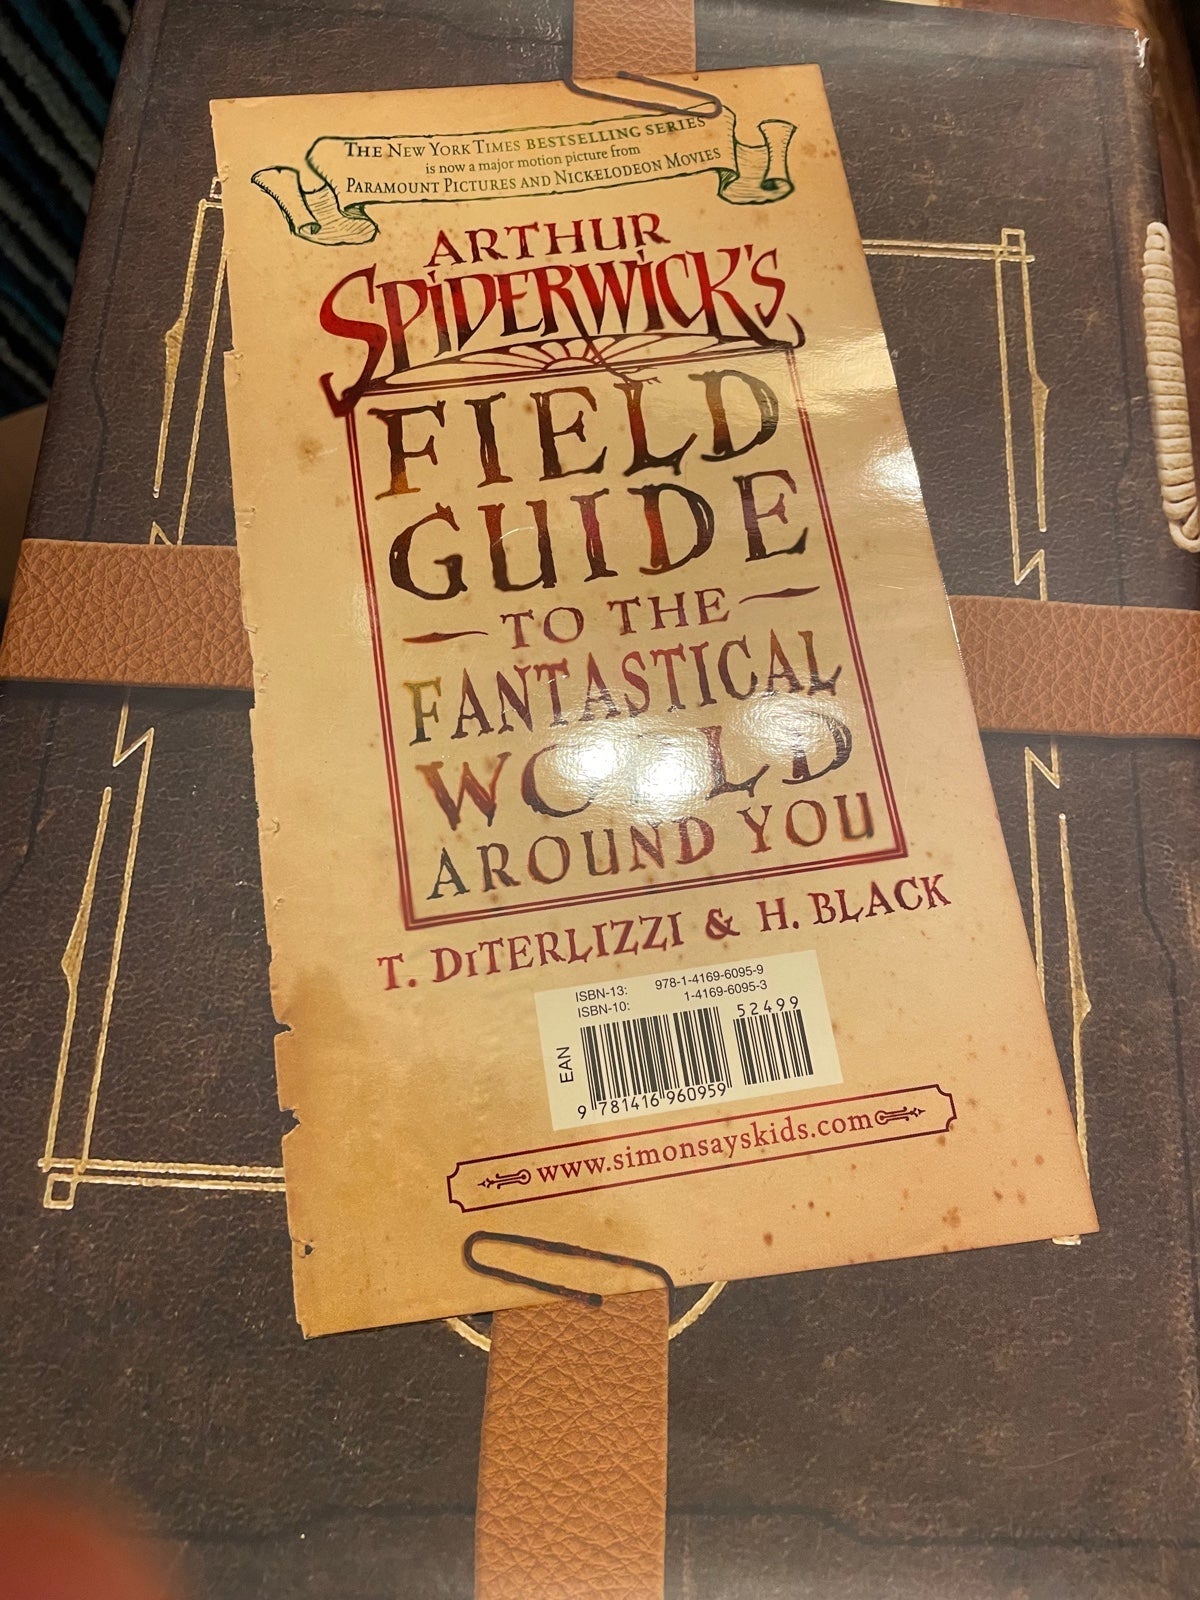 THE NEW YORK TIMES BESTSELLING SERIES
is now a major motion picture from
PARAMOUNT PICTURES AND NICKELODEON MOVIES
ARTHUR
SPIDERWICK'S
FIELD
GUIDE
TO THE
FANTASTICAL
WORLD
AROUND YOU
T. DiTERLIZZI & H. BLACK
ISBN-13: 978-1-4169-6095-9
ISBN-10: 1-4169-6095-3
52499
EAN
9 781416 960959
www.simonsayskids.com